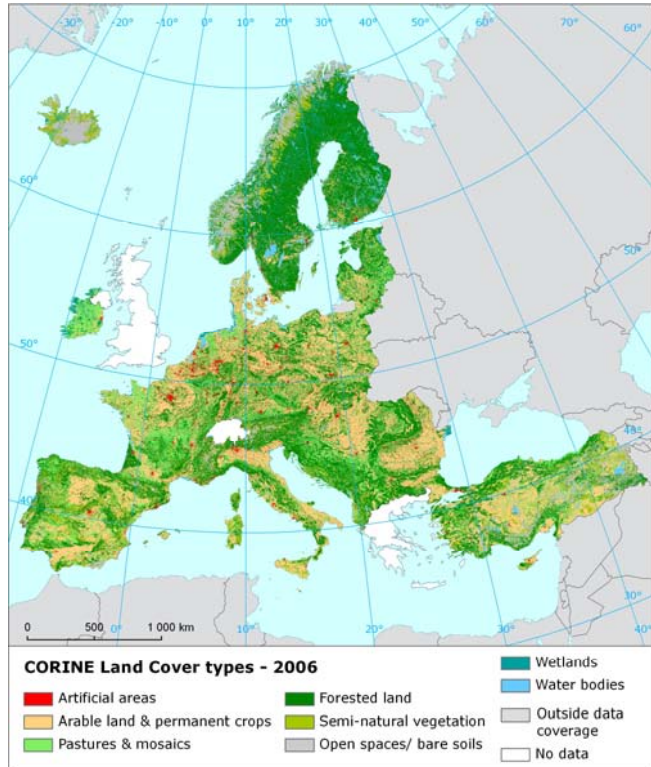 -30° -20° -10° 0° 10° 20° 30° 40° 50° 60°
-30°
60°
60°
50°
50°
40°
40°
30°
0° 10° 20° 30° 40°
0 500 1 000 km
CORINE Land Cover types - 2006
Artificial areas
Arable land & permanent crops
Pastures & mosaics
Forested land
Semi-natural vegetation
Open spaces/ bare soils
Wetlands
Water bodies
Outside data
coverage
No data